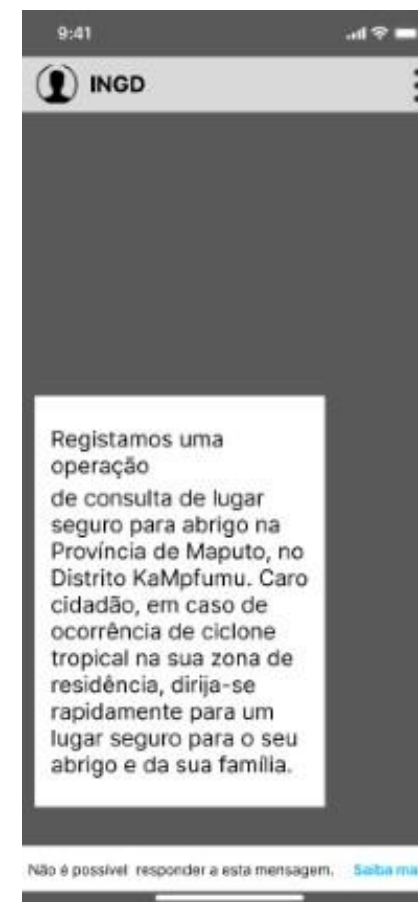 9:41
INGD
Registamos uma
operação
de consulta de lugar
seguro para abrigo na
Província de Maputo, no
Distrito KaMpfumu. Caro
cidadão, em caso de
ocorrência de ciclone
tropical na sua zona de
residência, dirija-se
rapidamente para um
lugar seguro para o seu
abrigo e da sua família.
Não é possível responder a esta mensagem. Saiba ma